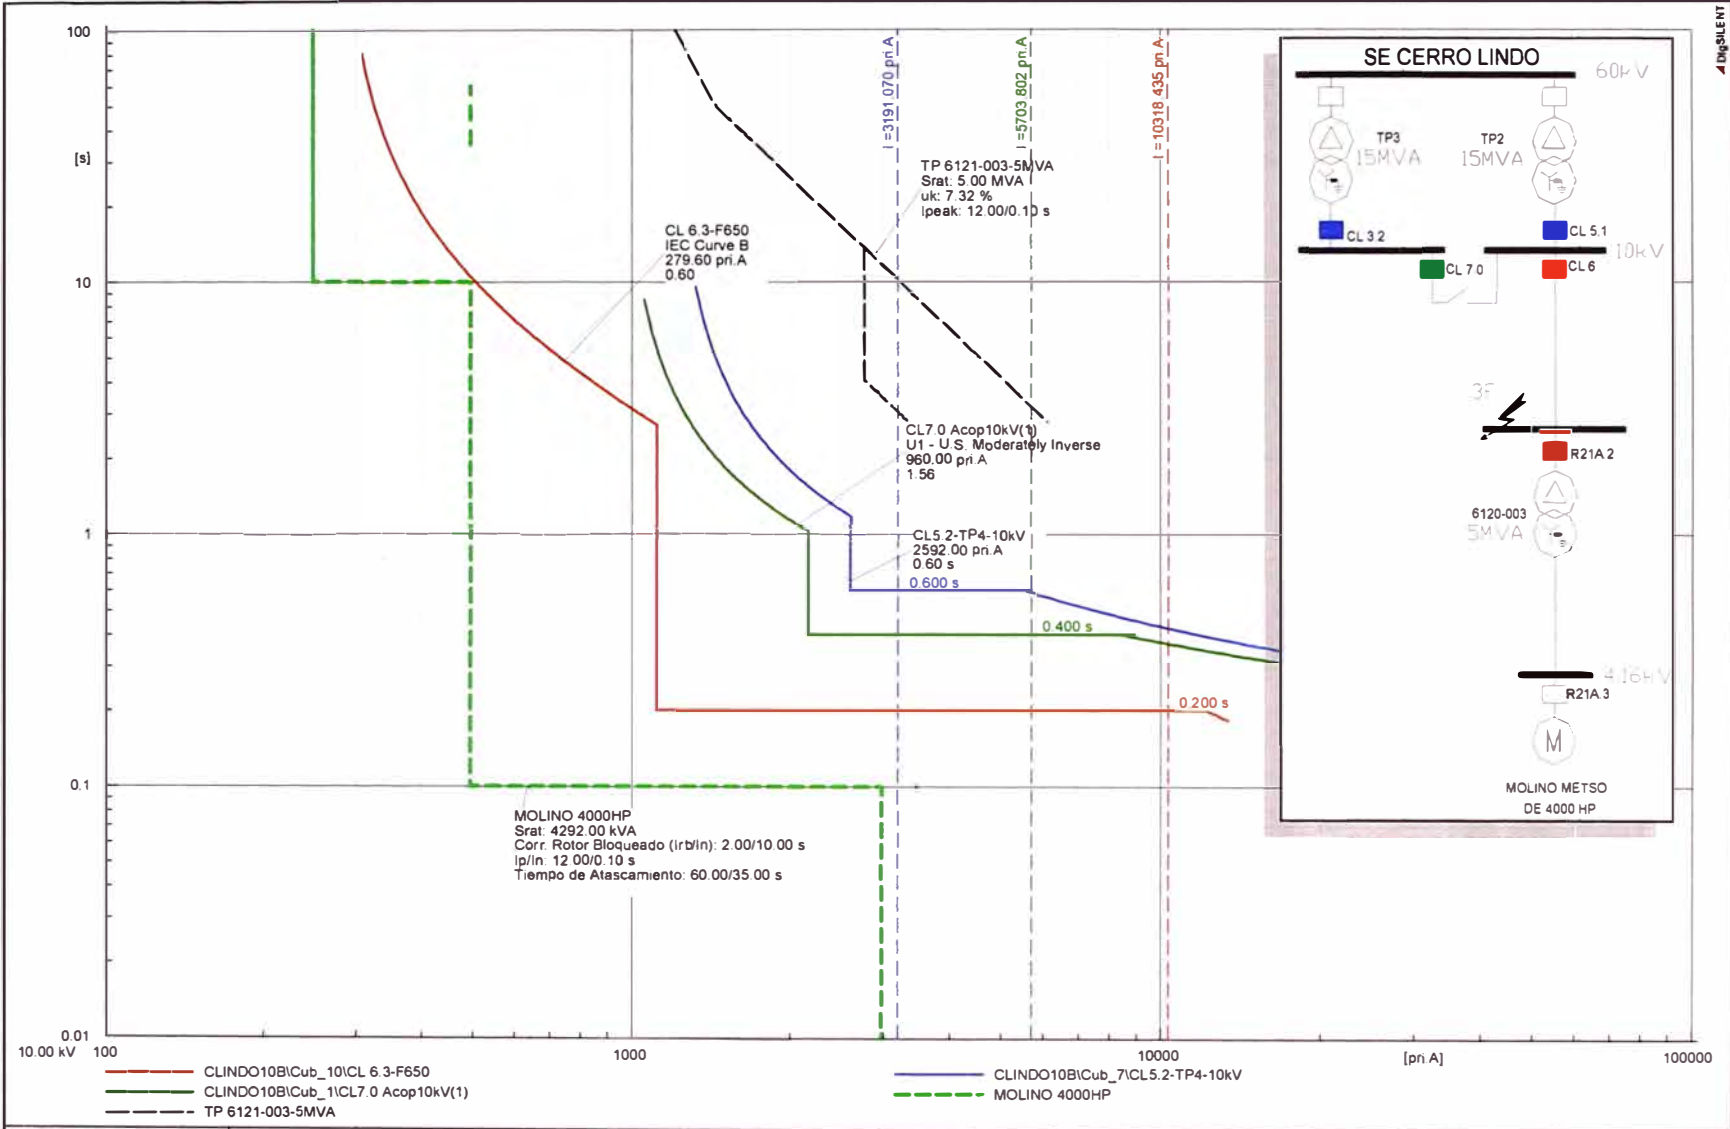 DIgSILENT
100
[s]
10
1
0.1
0.01
10.00 kV
100
1000
10000
[pri.A]
100000
I =3191.070 pri.A
I =5703.802 pri.A
I =10318.435 pri.A
TP 6121-003-5MVA
Srat: 5.00 MVA
uk: 7.32 %
Ipeak: 12.00/0.10 s
CL 6.3-F650
IEC Curve B
279.60 pri.A
0.60
CL7.0 Acop10kV(1)
U1 - U.S. Moderately Inverse
960.00 pri.A
1.56
CL5.2-TP4-10kV
2592.00 pri.A
0.60 s
0.600 s
0.400 s
0.200 s
MOLINO 4000HP
Srat: 4292.00 kVA
Corr. Rotor Bloqueado (Irb/In): 2.00/10.00 s
Ip/In: 12.00/0.10 s
Tiempo de Atascamiento: 60.00/35.00 s
SE CERRO LINDO
60kV
TP3
15MVA
TP2
15MVA
CL 3.2
CL 5.1
10kV
CL 7.0
CL 6
3F
R21A.2
6120-003
5MVA
4.16kV
R21A.3
M
MOLINO METSO
DE 4000 HP
CLINDO10B\Cub_10\CL 6.3-F650
CLINDO10B\Cub_1\CL7.0 Acop10kV(1)
TP 6121-003-5MVA
CLINDO10B\Cub_7\CL5.2-TP4-10kV
MOLINO 4000HP